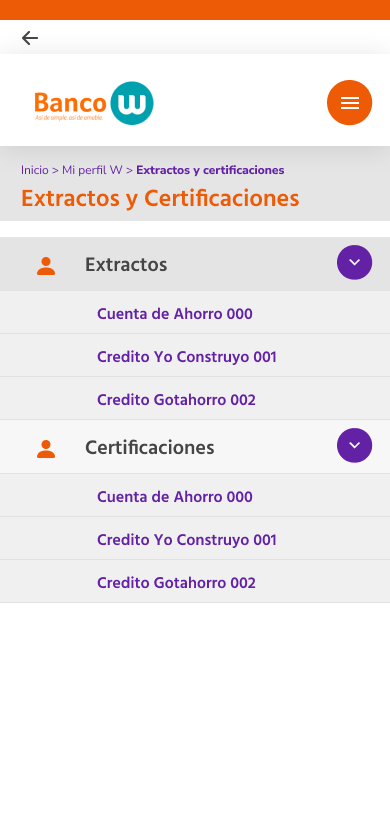 Banco W
Así de simple, así de amable
Inicio > Mi perfil W > Extractos y certificaciones
Extractos y Certificaciones
Extractos
Cuenta de Ahorro 000
Credito Yo Construyo 001
Credito Gotahorro 002
Certificaciones
Cuenta de Ahorro 000
Credito Yo Construyo 001
Credito Gotahorro 002